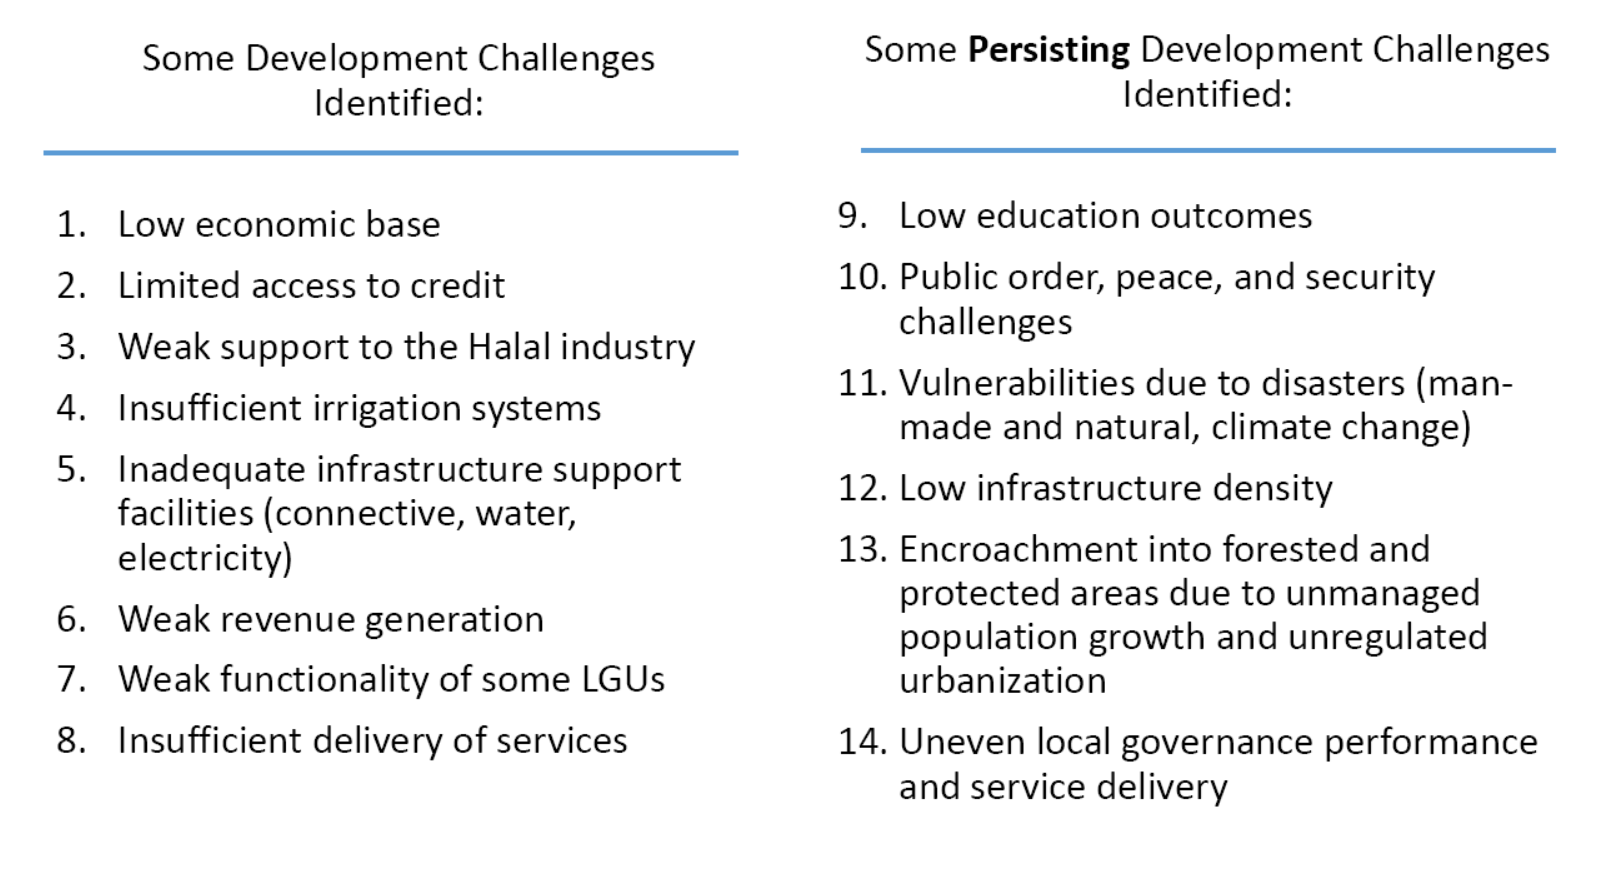 Some Development Challenges
Identified:
1. Low economic base
2. Limited access to credit
3. Weak support to the Halal industry
4. Insufficient irrigation systems
5. Inadequate infrastructure support
facilities (connective, water,
electricity)
6. Weak revenue generation
7. Weak functionality of some LGUs
8. Insufficient delivery of services
Some Persisting Development Challenges
Identified:
9. Low education outcomes
10. Public order, peace, and security
challenges
11. Vulnerabilities due to disasters (man-
made and natural, climate change)
12. Low infrastructure density
13. Encroachment into forested and
protected areas due to unmanaged
population growth and unregulated
urbanization
14. Uneven local governance performance
and service delivery